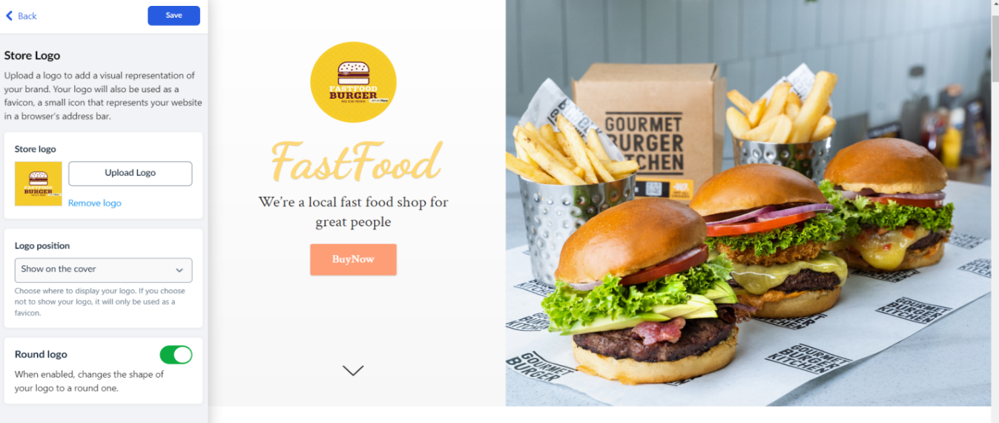 Back
Save
Store Logo
Upload a logo to add a visual representation of
your brand. Your logo will also be used as a
favicon, a small icon that represents your website
in a browser's address bar.
Store logo
BURGER
Upload Logo
Remove logo
Logo position
Show on the cover
Choose where to display your logo. If you choose
not to show your logo, it will only be used as a
favicon.
Round logo
When enabled, changes the shape of
your logo to a round one.
FASTFOOD
BURGER
HO CHI MINH
FastFood
We're a local fast food shop for
great people
BuyNow
GOURMET
BURGER
KITCHEN
GOURMET
BURGER
KITCHEN
GOURMET
BURGER
KITCHEN
GOURMET
BURGER